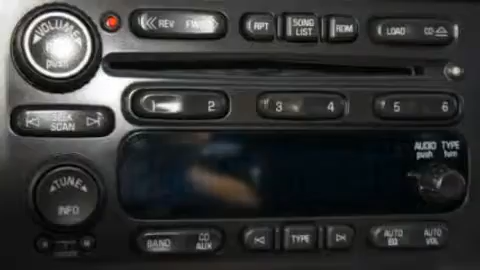 VOLUME
push
REV FWD
RPT
SONG
LIST
RDM
LOAD CD
SEEK
SCAN
2
3 4
5 6
AUDIO TYPE
push turn
TUNE
INFO
BAND
CD
AUX
TYPE
AUTO
EQ
AUTO
VOL